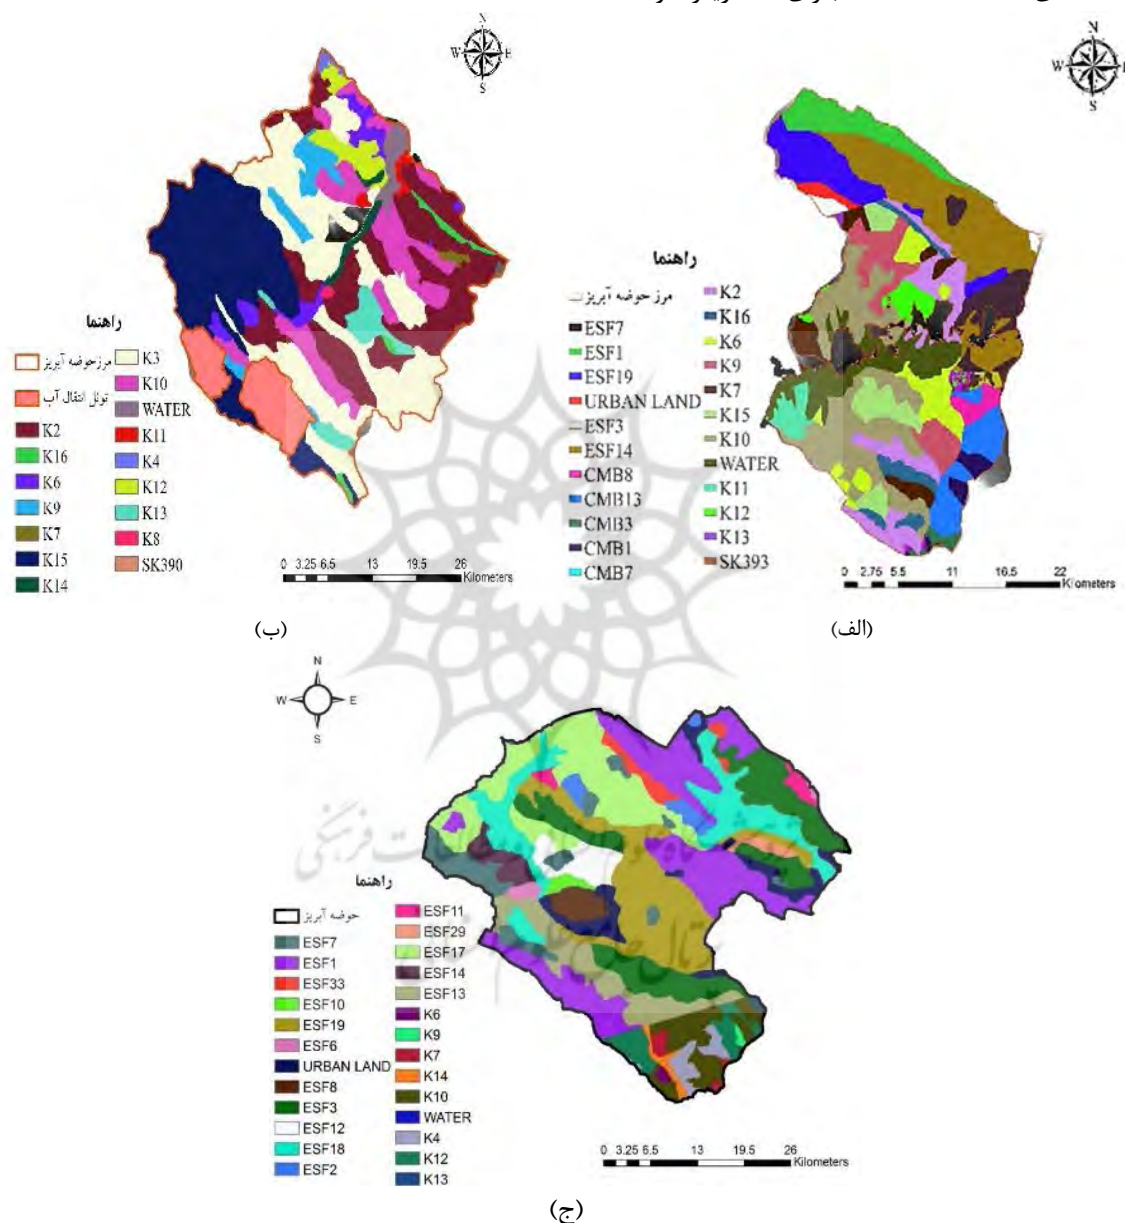 N
W E
S
راهنما
مرز حوضه آبریز
تونل انتقال آب
K2
K16
K6
K9
K7
K15
K14
K3
K10
WATER
K11
K4
K12
K13
K8
SK390
0 3.25 6.5 13 19.5 26
Kilometers
(ب)
N
W E
S
راهنما
مرز حوضه آبریز
ESF7
ESF1
ESF19
URBAN LAND
ESF3
ESF14
CMB8
CMB13
CMB3
CMB1
CMB7
K2
K16
K6
K9
K7
K15
K10
WATER
K11
K12
K13
SK393
0 2.75 5.5 11 16.5 22
Kilometers
(الف)
N
W E
S
راهنما
حوضه آبریز
ESF7
ESF1
ESF33
ESF10
ESF19
ESF6
URBAN LAND
ESF8
ESF3
ESF12
ESF18
ESF2
ESF11
ESF29
ESF17
ESF14
ESF13
K6
K9
K7
K14
K10
WATER
K4
K12
K13
0 3.25 6.5 13 19.5 26
Kilometers
(ج)